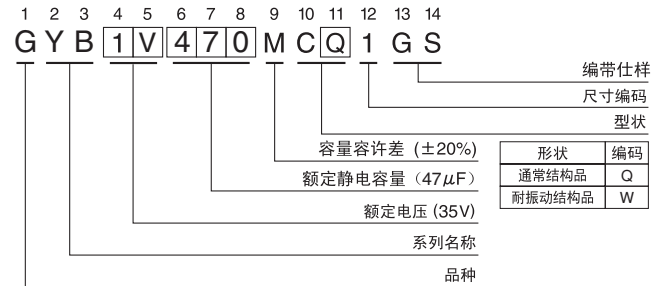 1 2 3 4 5 6 7 8 9 10 11 12 13 14
G Y B 1 V 4 7 0 M C Q 1 G S
编带仕样
尺寸编码
型状
容量容许差 (±20%)
额定静电容量（47μF）
额定电压 (35V)
系列名称
品种
形状 编码
通常结构品 Q
耐振动结构品 W